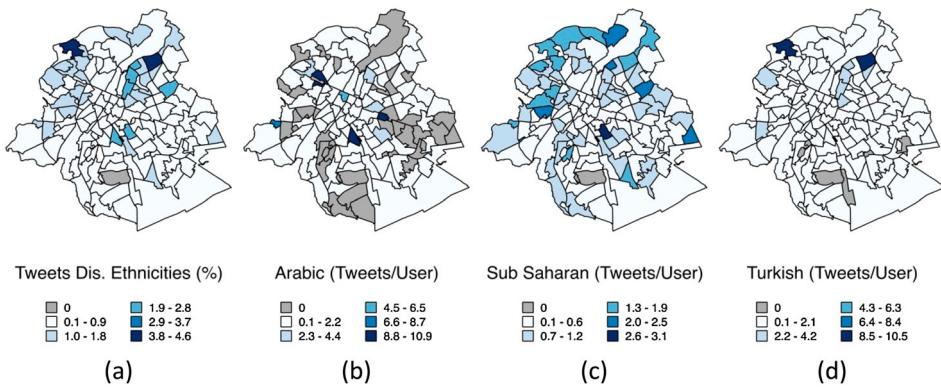 Tweets Dis. Ethnicities (%)
0
0.1 - 0.9
1.0 - 1.8
1.9 - 2.8
2.9 - 3.7
3.8 - 4.6
(a)
Arabic (Tweets/User)
0
0.1 - 2.2
2.3 - 4.4
4.5 - 6.5
6.6 - 8.7
8.8 - 10.9
(b)
Sub Saharan (Tweets/User)
0
0.1 - 0.6
0.7 - 1.2
1.3 - 1.9
2.0 - 2.5
2.6 - 3.1
(c)
Turkish (Tweets/User)
0
0.1 - 2.1
2.2 - 4.2
4.3 - 6.3
6.4 - 8.4
8.5 - 10.5
(d)